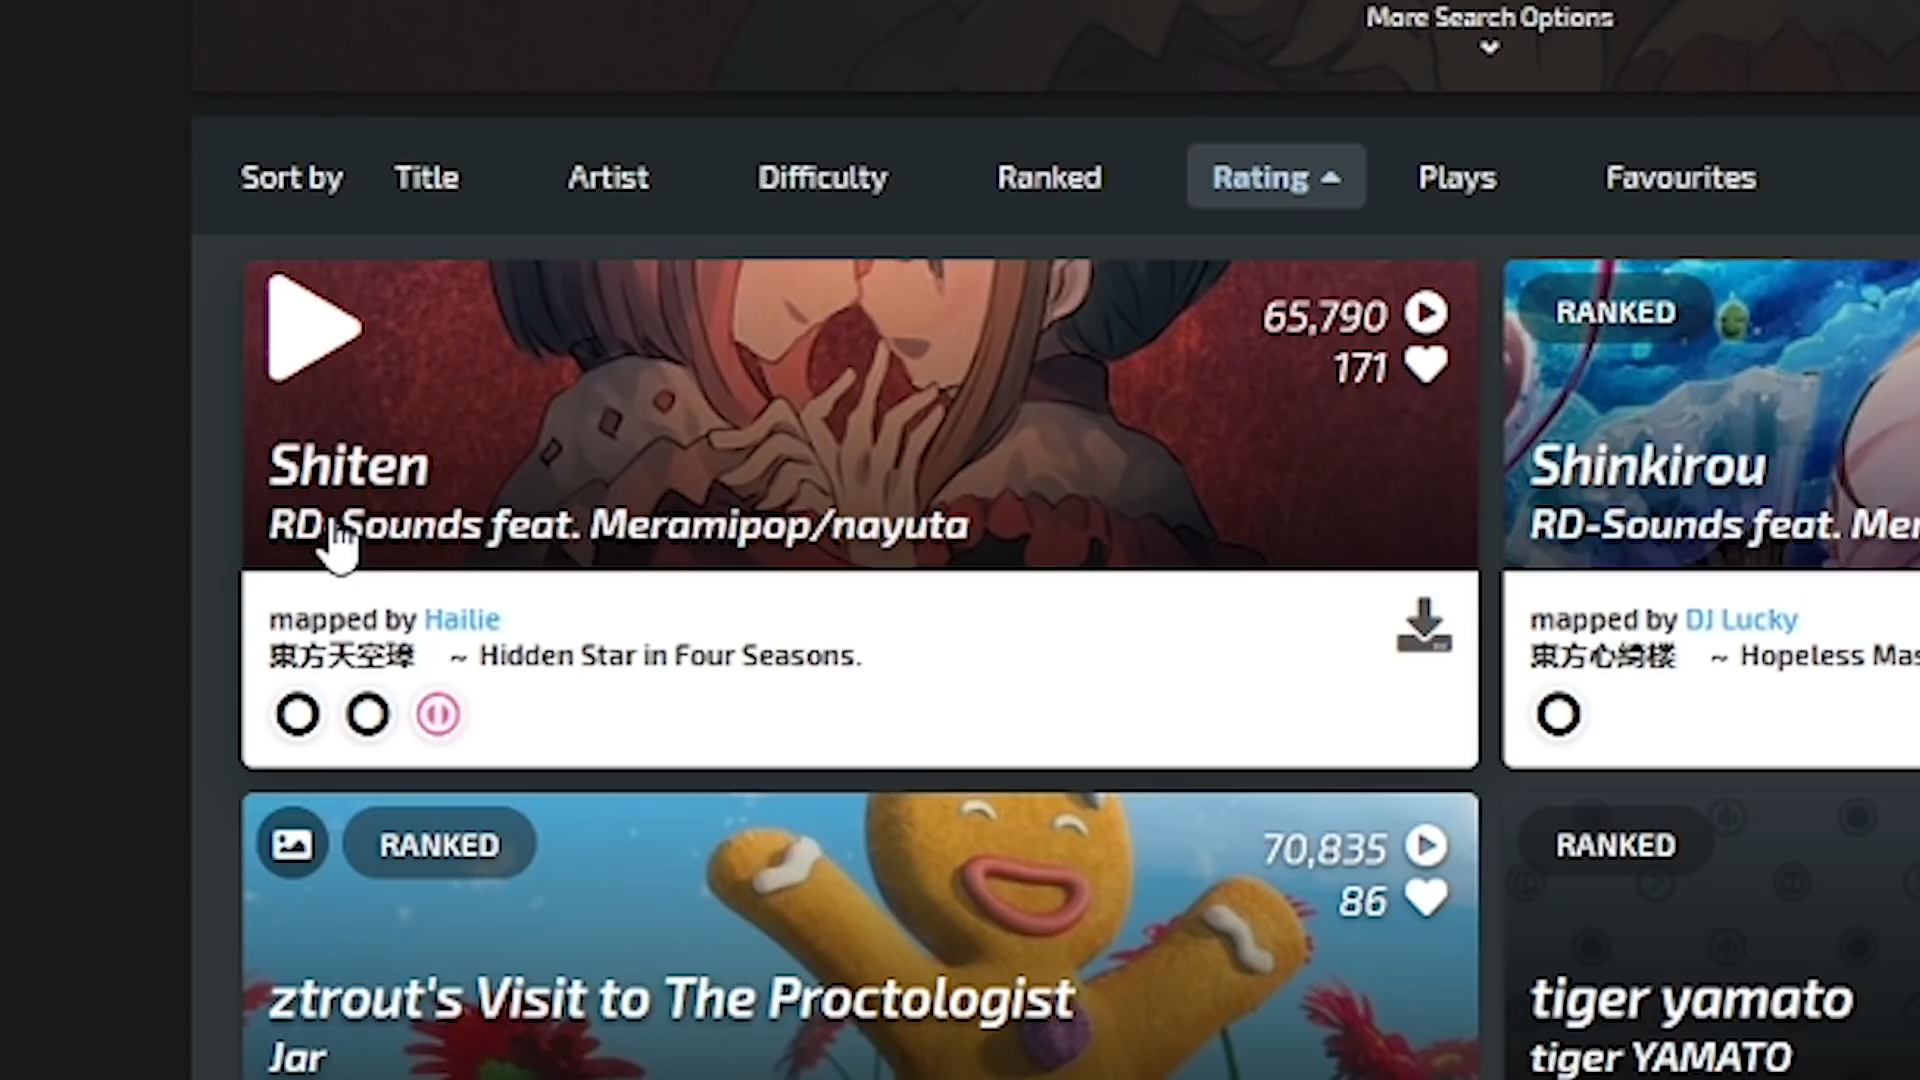 More Search Options
Sort by Title Artist Difficulty Ranked Rating Plays Favourites
65,790
171
Shiten
RD-Sounds feat. Meramipop/nayuta
mapped by Hailie
東方天空璋 ~ Hidden Star in Four Seasons.
RANKED
Shinkirou
RD-Sounds feat. Mer
mapped by DJ Lucky
東方心綺楼 ~ Hopeless Mas
RANKED
70,835
86
ztrout's Visit to The Proctologist
Jar
RANKED
tiger yamato
tiger YAMATO